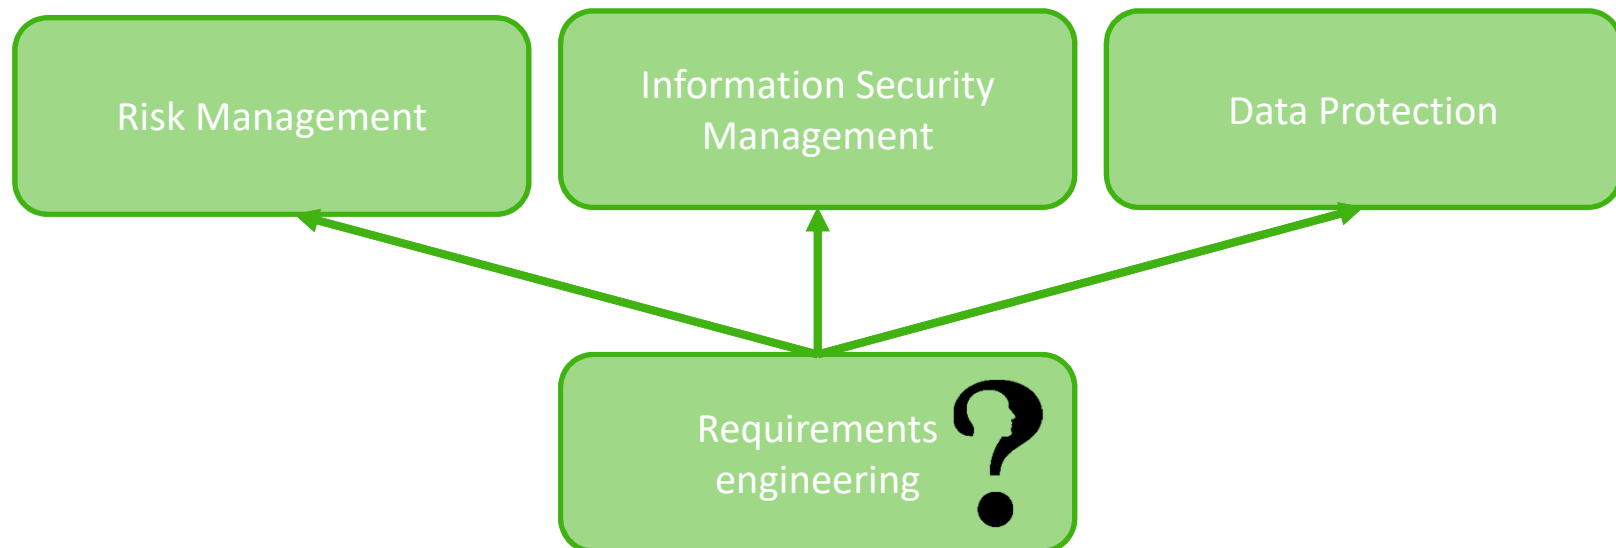 Risk Management
Information Security
Management
Data Protection
Requirements
engineering